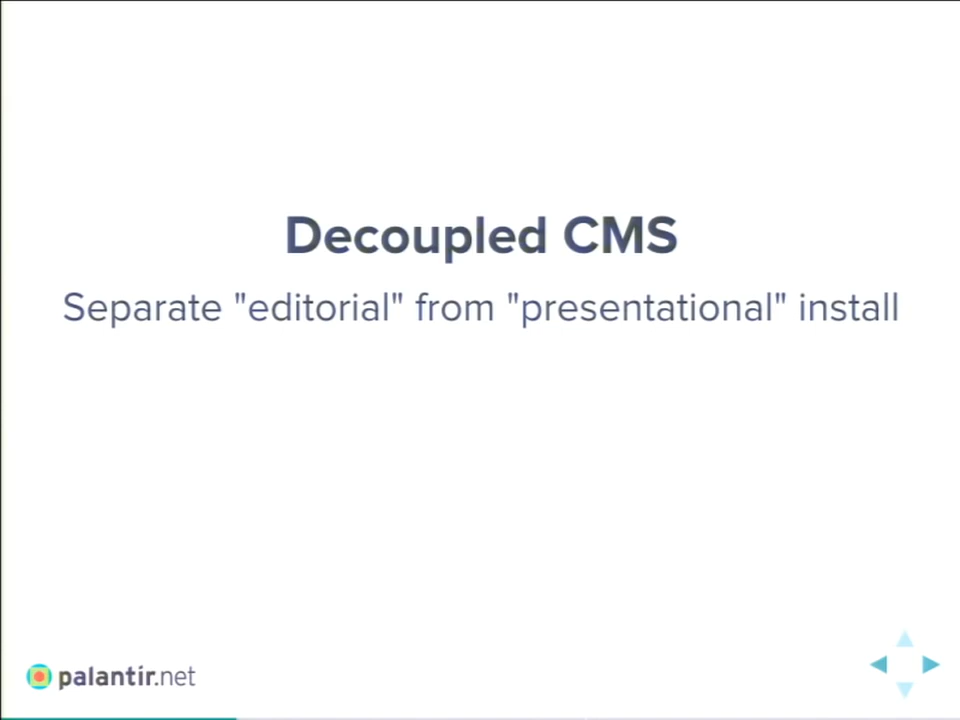 Decoupled CMS
Separate "editorial" from "presentational" install
palantir.net